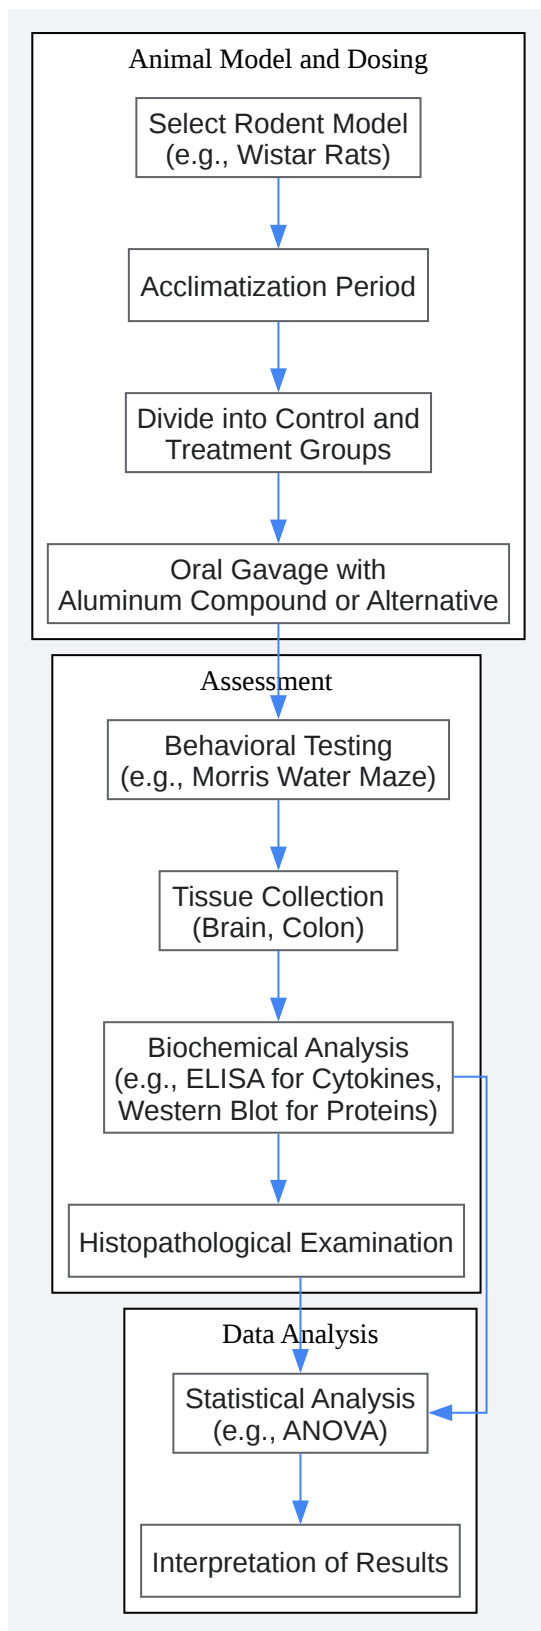 Animal Model and Dosing
Select Rodent Model
(e.g., Wistar Rats)
Acclimatization Period
Divide into Control and
Treatment Groups
Oral Gavage with
Aluminum Compound or Alternative
Assessment
Behavioral Testing
(e.g., Morris Water Maze)
Tissue Collection
(Brain, Colon)
Biochemical Analysis
(e.g., ELISA for Cytokines,
Western Blot for Proteins)
Histopathological Examination
Data Analysis
Statistical Analysis
(e.g., ANOVA)
Interpretation of Results